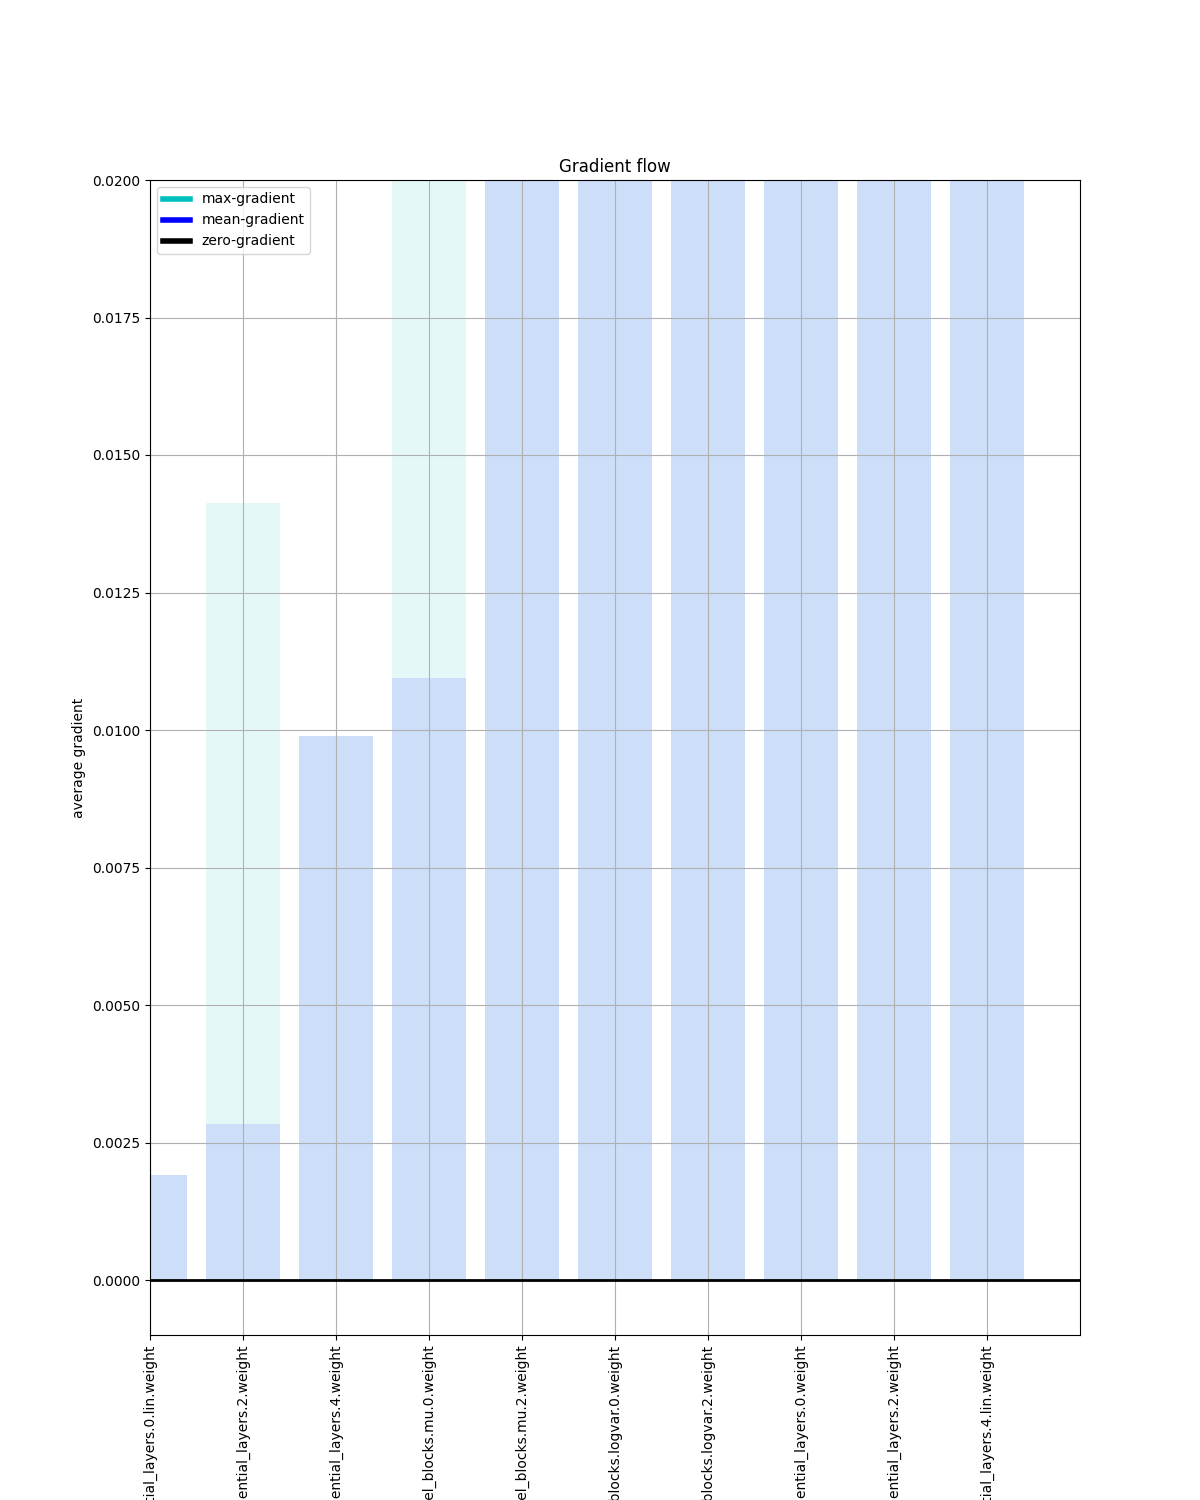 Gradient flow
max-gradient
mean-gradient
zero-gradient
0.0200
0.0175
0.0150
0.0125
0.0100
0.0075
0.0050
0.0025
0.0000
average gradient
tial_layers.0.lin.weight
ential_layers.2.weight
ential_layers.4.weight
el_blocks.mu.0.weight
el_blocks.mu.2.weight
blocks.logvar.0.weight
blocks.logvar.2.weight
ential_layers.0.weight
ential_layers.2.weight
tial_layers.4.lin.weight